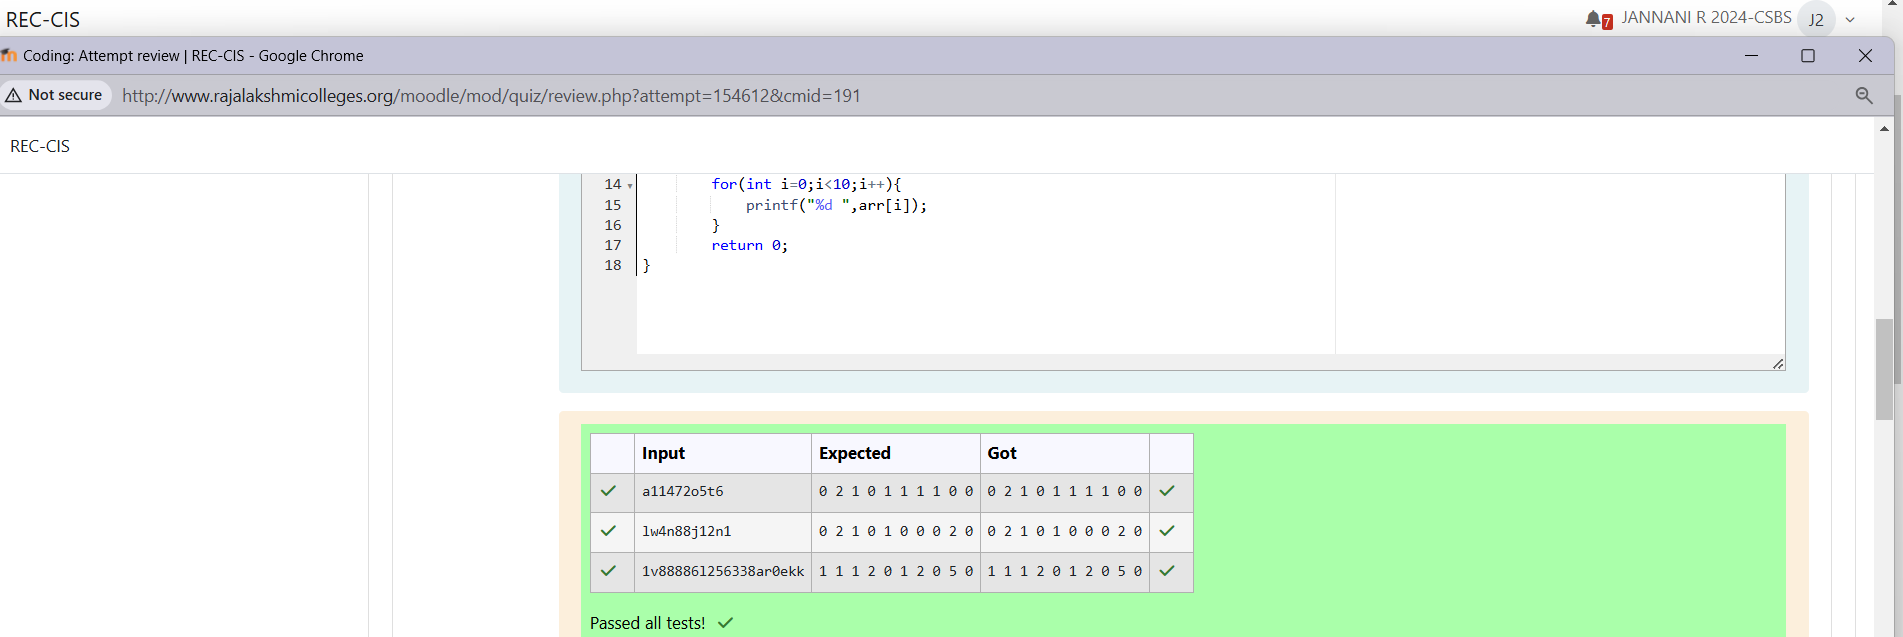 REC-CIS
7 JANNANI R 2024-CSBS J2
Coding: Attempt review | REC-CIS - Google Chrome
Not secure http://www.rajalakshmicolleges.org/moodle/mod/quiz/review.php?attempt=154612&cmid=191
REC-CIS
14 for(int i=0;i<10;i++){
15 printf("%d ",arr[i]);
16 }
17 return 0;
18 }
Input Expected Got
a11472o5t6 0 2 1 0 1 1 1 1 0 0 0 2 1 0 1 1 1 1 0 0
lw4n88j12n1 0 2 1 0 1 0 0 0 2 0 0 2 1 0 1 0 0 0 2 0
1v888861256338ar0ekk 1 1 1 2 0 1 2 0 5 0 1 1 1 2 0 1 2 0 5 0
Passed all tests!